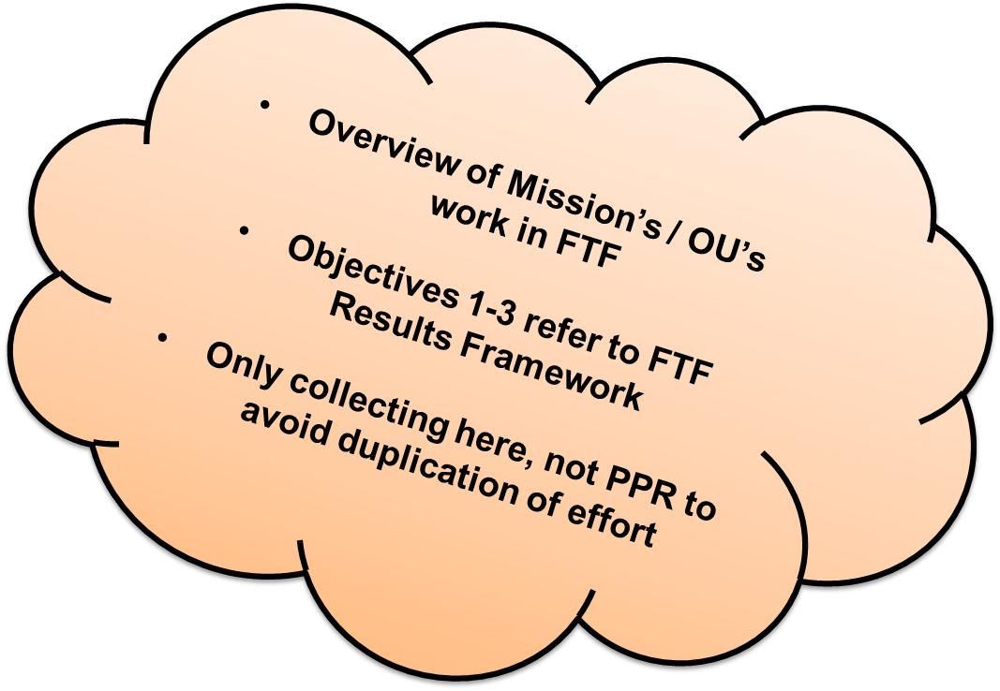 • Overview of Mission’s / OU’s
work in FTF
• Objectives 1-3 refer to FTF
Results Framework
• Only collecting here, not PPR to
avoid duplication of effort